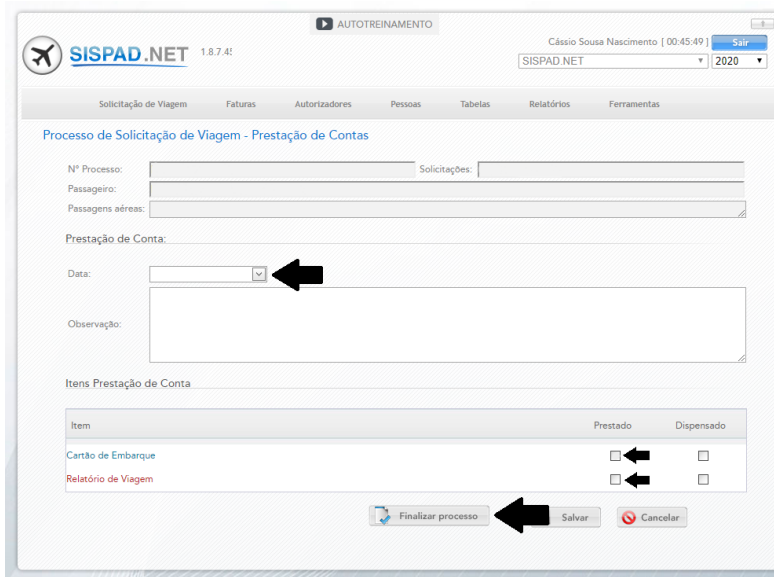 AUTOTREINAMENTO
Cássio Sousa Nascimento [ 00:45:49 ] Sair
SISPAD.NET 1.8.7.45
SISPAD.NET 2020
Solicitação de Viagem Faturas Autorizadores Pessoas Tabelas Relatórios Ferramentas
Processo de Solicitação de Viagem - Prestação de Contas
Nº Processo: Solicitações:
Passageiro:
Passagens aéreas:
Prestação de Conta:
Data:
Observação:
Itens Prestação de Conta
Item Prestado Dispensado
Cartão de Embarque
Relatório de Viagem
Finalizar processo Salvar Cancelar